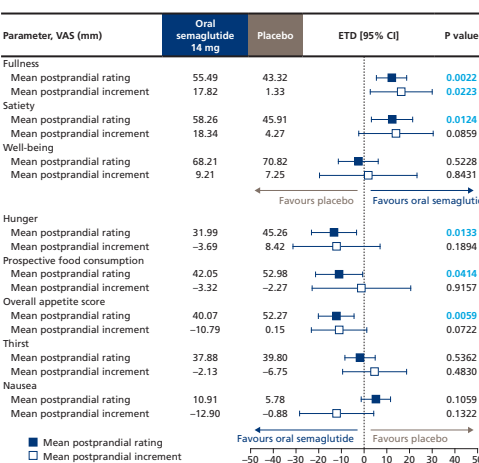 Parameter, VAS (mm) Oral semaglutide 14 mg Placebo ETD [95% CI] P value
Fullness
Mean postprandial rating 55.49 43.32 0.0022
Mean postprandial increment 17.82 1.33 0.0223
Satiety
Mean postprandial rating 58.26 45.91 0.0124
Mean postprandial increment 18.34 4.27 0.0859
Well-being
Mean postprandial rating 68.21 70.82 0.5228
Mean postprandial increment 9.21 7.25 0.8431
Favours placebo Favours oral semaglutid
Hunger
Mean postprandial rating 31.99 45.26 0.0133
Mean postprandial increment –3.69 8.42 0.1894
Prospective food consumption
Mean postprandial rating 42.05 52.98 0.0414
Mean postprandial increment –3.32 –2.27 0.9157
Overall appetite score
Mean postprandial rating 40.07 52.27 0.0059
Mean postprandial increment –10.79 0.15 0.0722
Thirst
Mean postprandial rating 37.88 39.80 0.5362
Mean postprandial increment –2.13 –6.75 0.4830
Nausea
Mean postprandial rating 10.91 5.78 0.1059
Mean postprandial increment –12.90 –0.88 0.1322
Favours oral semaglutide Favours placebo
Mean postprandial rating
Mean postprandial increment
–50 –40 –30 –20 –10 0 10 20 30 40 50